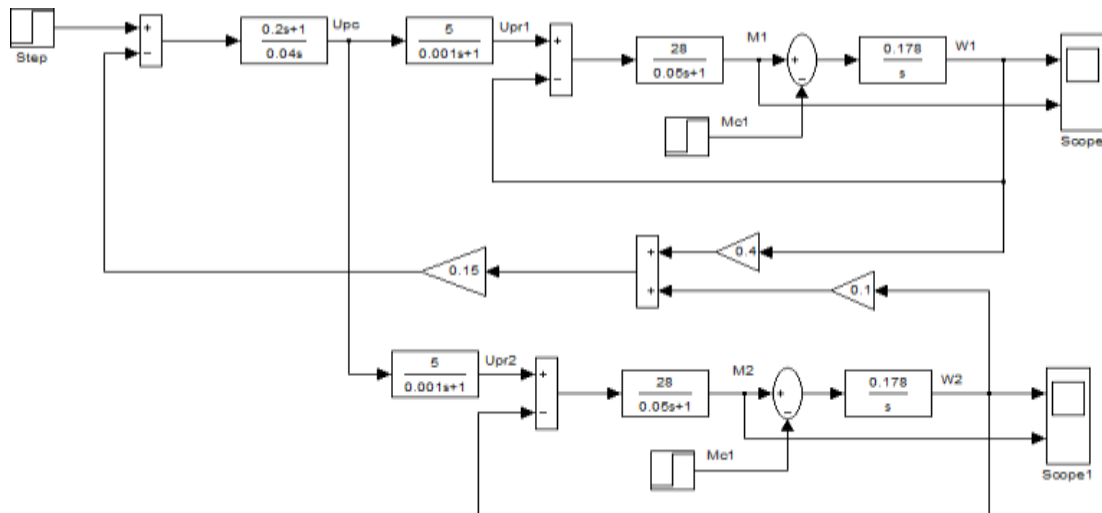 Step
0.2s+1
0.04s
Upc
5
0.001s+1
Upr1
28
0.05s+1
M1
0.178
s
W1
Mc1
Scope
0.4
0.15
0.1
5
0.001s+1
Upr2
28
0.05s+1
M2
0.178
s
W2
Mc1
Scope1